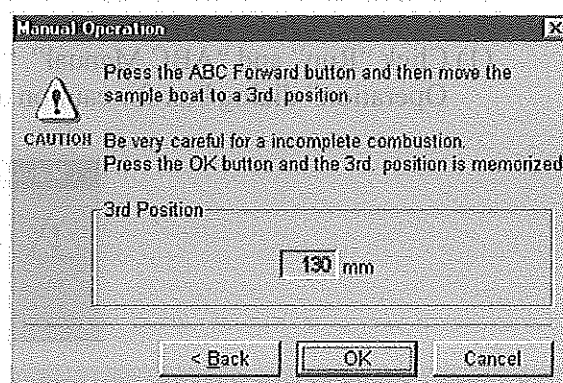 Manual Operation
Press the ABC Forward button and then move the
sample boat to a 3rd. position.
CAUTION
Be very careful for a incomplete combustion.
Press the OK button and the 3rd. position is memorized
3rd Position
130 mm
< Back
OK
Cancel